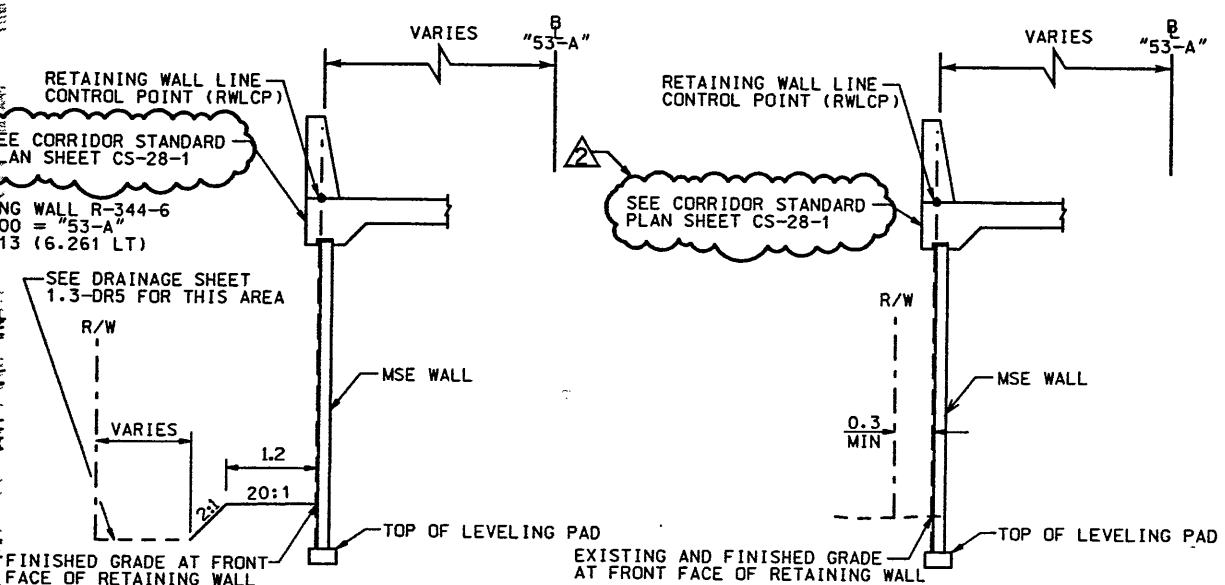 VARIES
B
"53-A"
RETAINING WALL LINE
CONTROL POINT (RWLCP)
EE CORRIDOR STANDARD
LAN SHEET CS-28-1
NG WALL R-344-6
00 = "53-A"
13 (6.261 LT)
SEE DRAINAGE SHEET
1.3-DR5 FOR THIS AREA
R/W
MSE WALL
VARIES
1.2
2:1
20:1
TOP OF LEVELING PAD
FINISHED GRADE AT FRONT
FACE OF RETAINING WALL
VARIES
"53-A"
RETAINING WALL LINE
CONTROL POINT (RWLCP)
2
SEE CORRIDOR STANDARD
PLAN SHEET CS-28-1
R/W
MSE WALL
0.3
MIN
TOP OF LEVELING PAD
EXISTING AND FINISHED GRADE
AT FRONT FACE OF RETAINING WALL